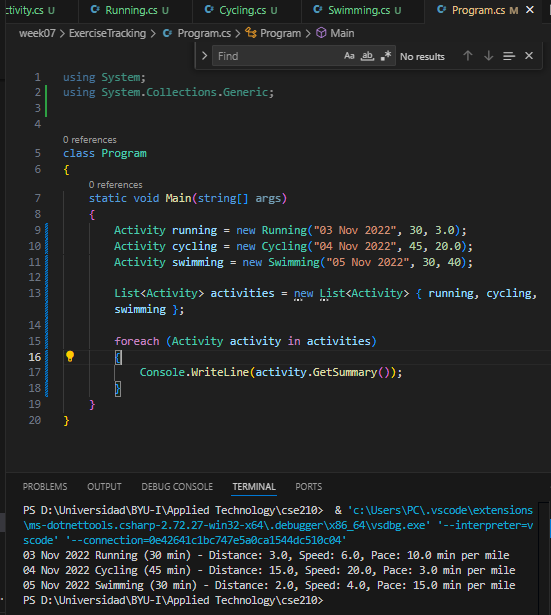 ctivity.cs U
C# Running.cs U
C# Cycling.cs U
C# Swimming.cs U
C# Program.cs M
week07 > ExerciseTracking > C# Program.cs > Program > Main
Find
Aa ab .* No results
1 using System;
2 using System.Collections.Generic;
3
4
0 references
5 class Program
6 {
0 references
7 static void Main(string[] args)
8 {
9 Activity running = new Running("03 Nov 2022", 30, 3.0);
10 Activity cycling = new Cycling("04 Nov 2022", 45, 20.0);
11 Activity swimming = new Swimming("05 Nov 2022", 30, 40);
12
13 List<Activity> activities = new List<Activity> { running, cycling,
swimming };
14
15 foreach (Activity activity in activities)
16 {
17 Console.WriteLine(activity.GetSummary());
18 }
19 }
20 }
PROBLEMS OUTPUT DEBUG CONSOLE TERMINAL PORTS
PS D:\Universidad\BYU-I\Applied Technology\cse210> & 'c:\Users\PC\.vscode\extensions
\ms-dotnettools.csharp-2.72.27-win32-x64\.debugger\x86_64\vsdbg.exe' '--interpreter=v
scode' '--connection=0e42641c1bc747e5a0ca1544dc510c04'
03 Nov 2022 Running (30 min) - Distance: 3.0, Speed: 6.0, Pace: 10.0 min per mile
04 Nov 2022 Cycling (45 min) - Distance: 15.0, Speed: 20.0, Pace: 3.0 min per mile
05 Nov 2022 Swimming (30 min) - Distance: 2.0, Speed: 4.0, Pace: 15.0 min per mile
PS D:\Universidad\BYU-I\Applied Technology\cse210>